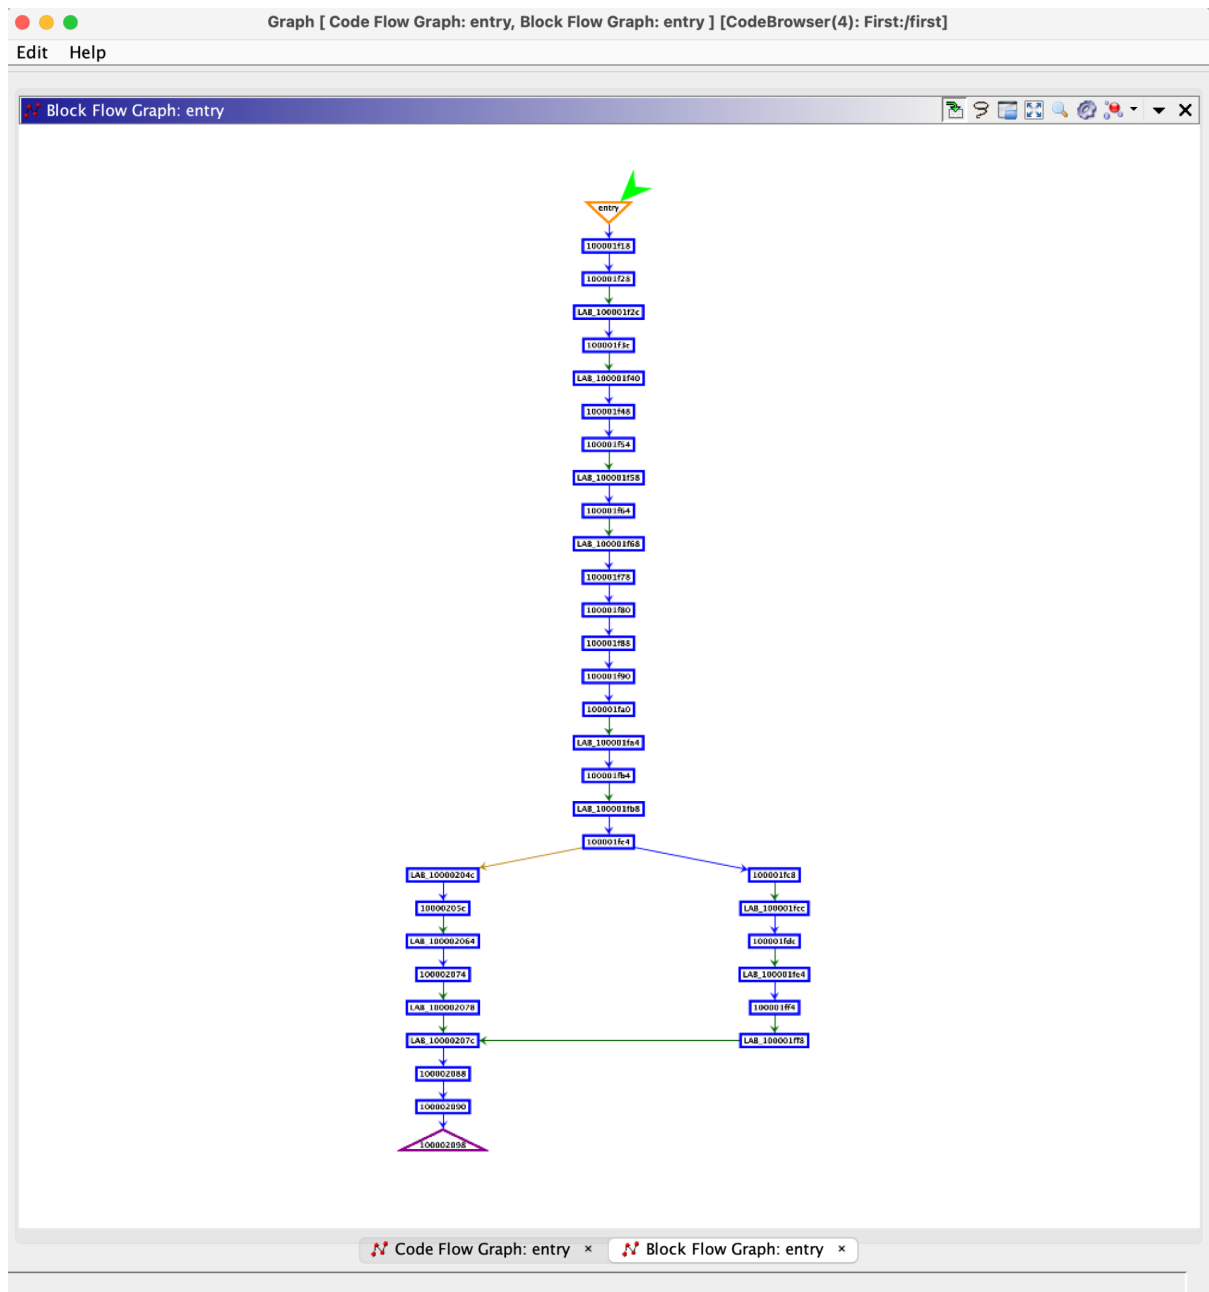 Graph [ Code Flow Graph: entry, Block Flow Graph: entry ] [CodeBrowser(4): First:/first]
Edit Help
Block Flow Graph: entry
entry
100001f18
100001f28
LAB_100001f2c
100001f3c
LAB_100001f40
100001f48
100001f54
LAB_100001f58
100001f64
LAB_100001f68
100001f78
100001f80
100001f88
100001f90
100001fa0
LAB_100001fa4
100001fb4
LAB_100001fb8
100001fc4
LAB_10000204c 100001fc8
10000205c LAB_100001fcc
LAB_100002064 100001fdc
100002074 LAB_100001fe4
LAB_100002078 100001ff4
LAB_10000207c LAB_100001ff8
100002088
100002090
100002098
Code Flow Graph: entry × Block Flow Graph: entry ×